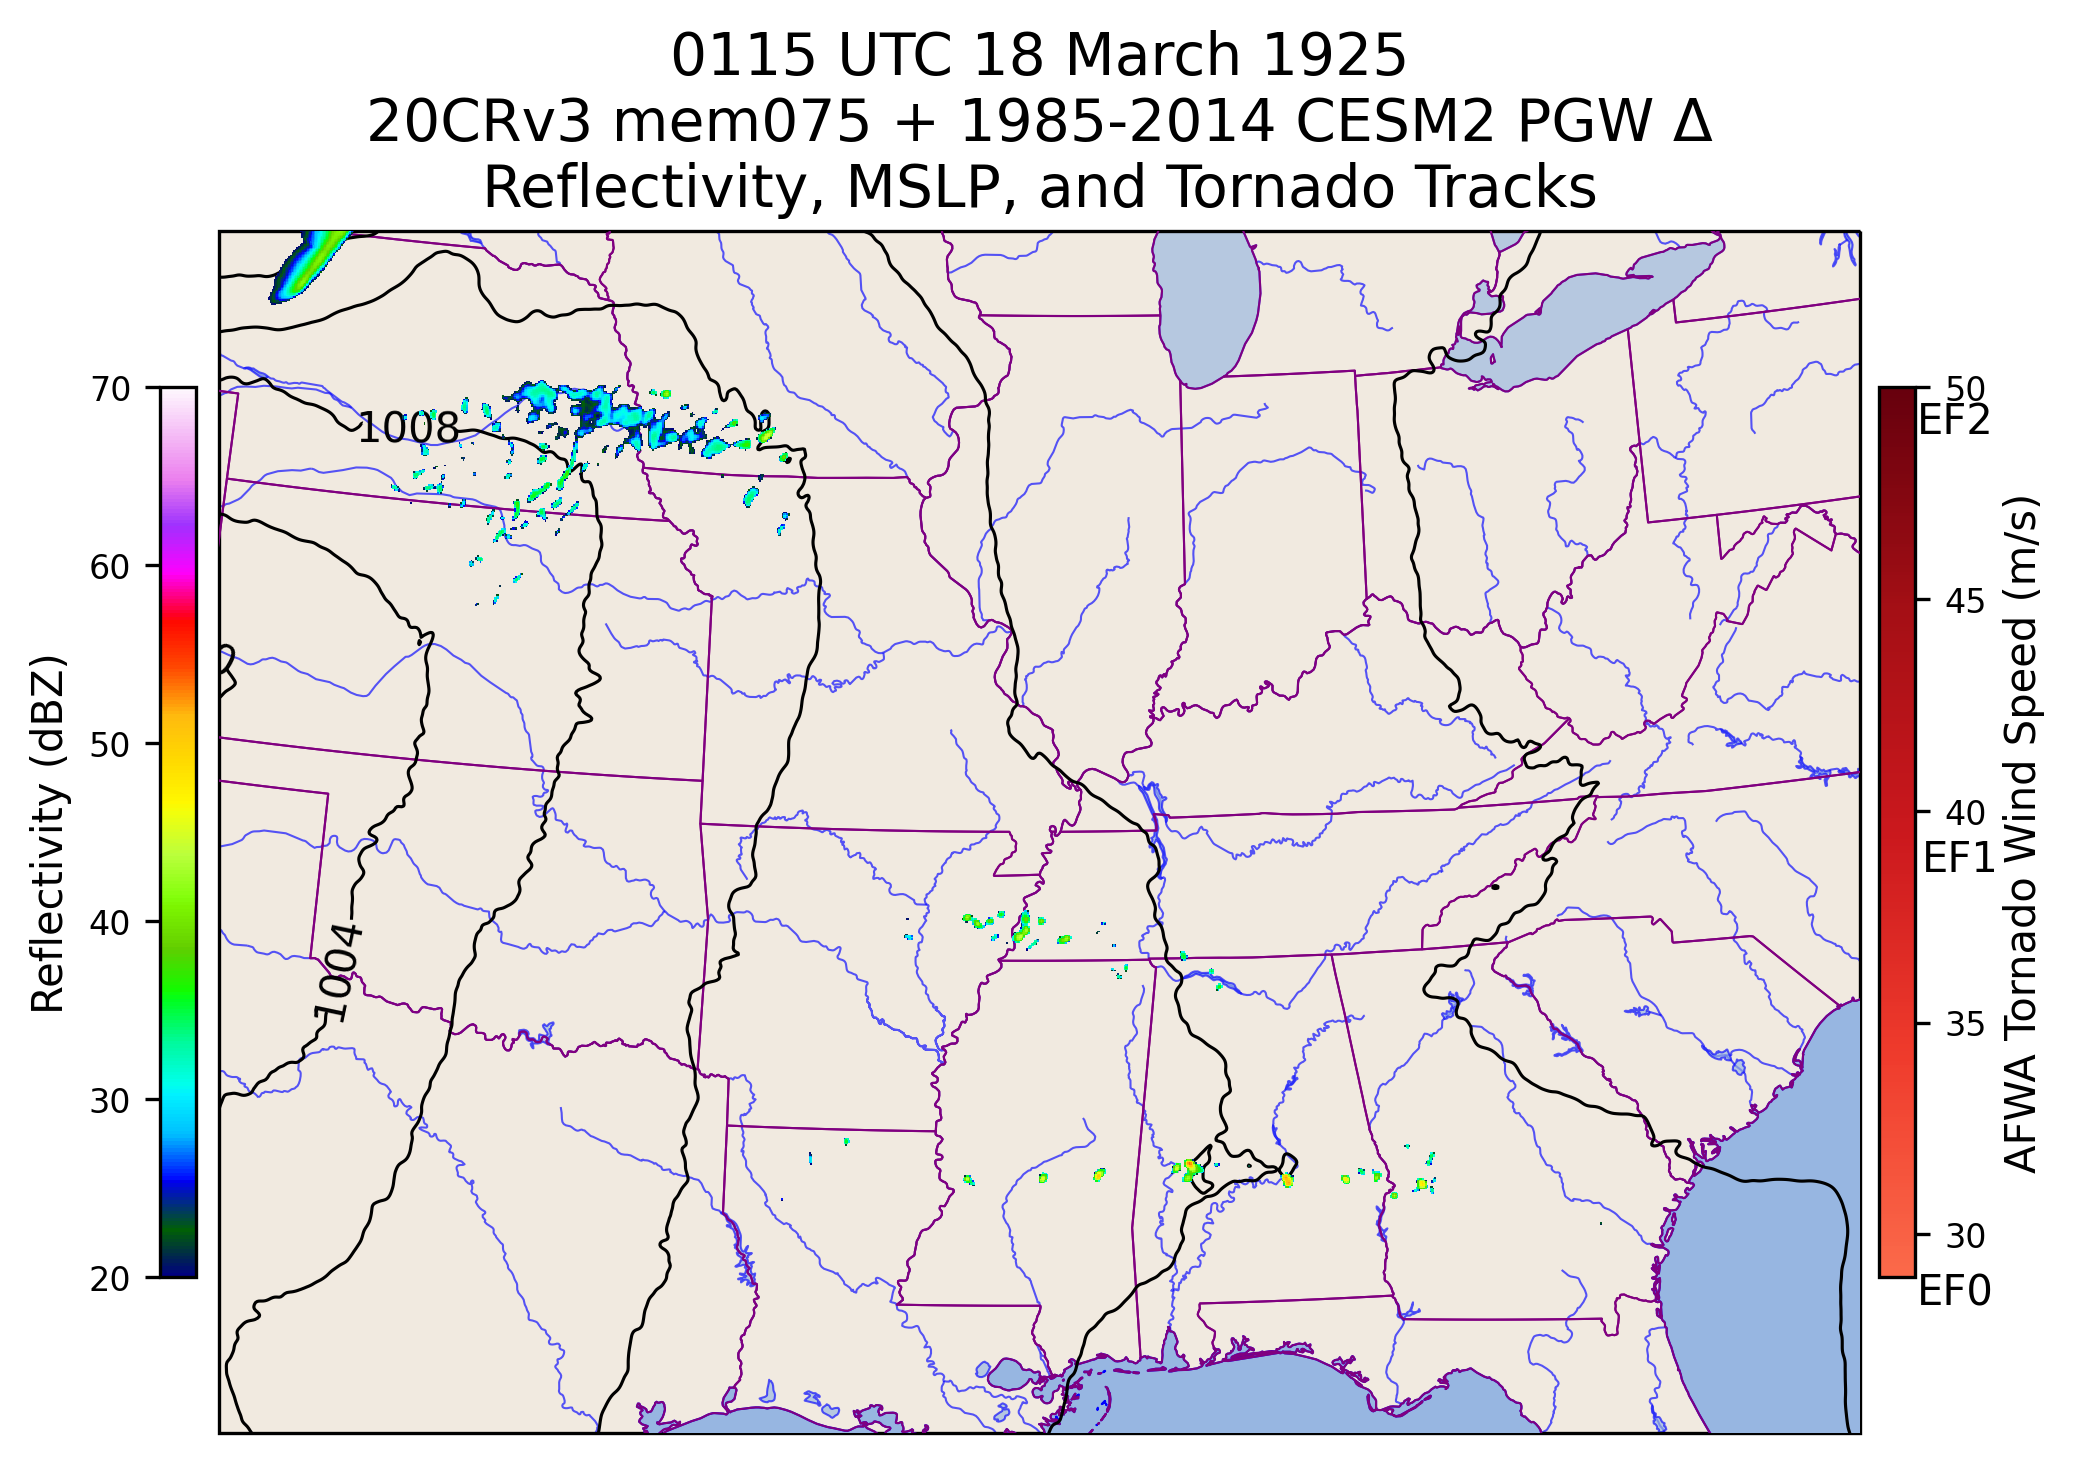 0115 UTC 18 March 1925
20CRv3 mem075 + 1985-2014 CESM2 PGW Δ
Reflectivity, MSLP, and Tornado Tracks
70
60
50
40
30
20
Reflectivity (dBZ)
1008
1004
50
EF2
45
40
EF1
35
30
EF0
AFWA Tornado Wind Speed (m/s)